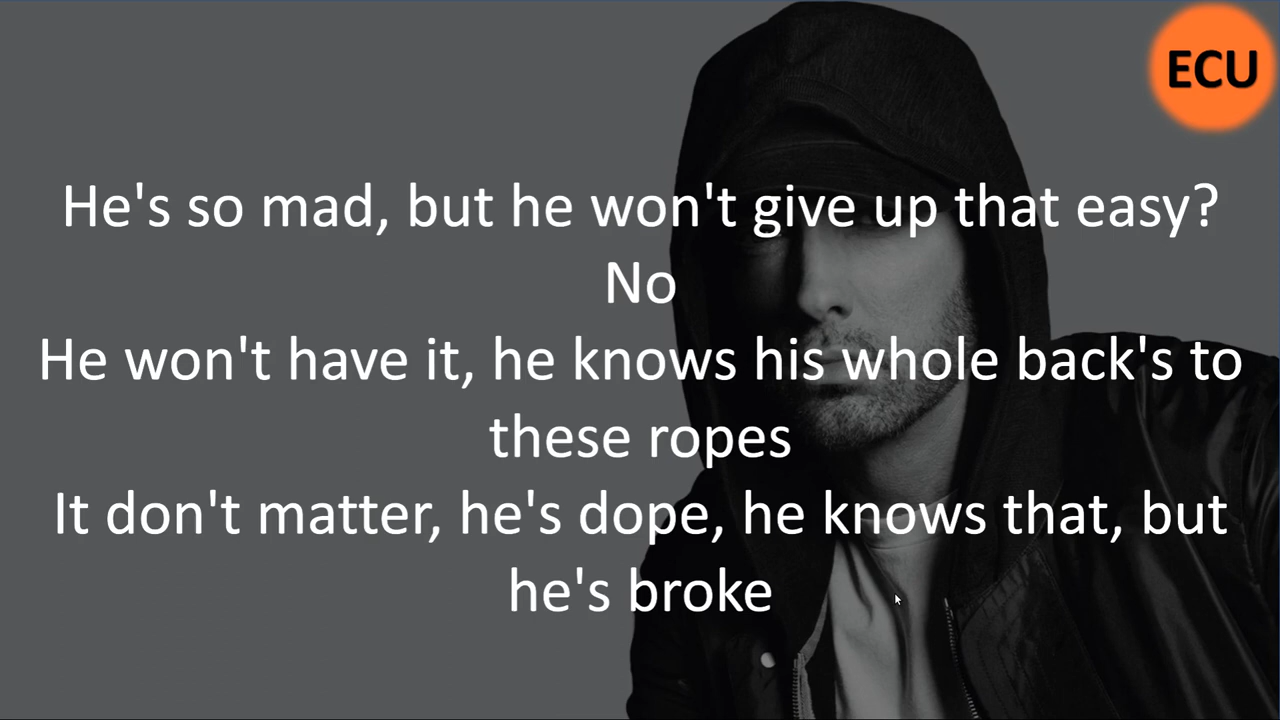 ECU
He's so mad, but he won't give up that easy?
No
He won't have it, he knows his whole back's to
these ropes
It don't matter, he's dope, he knows that, but
he's broke